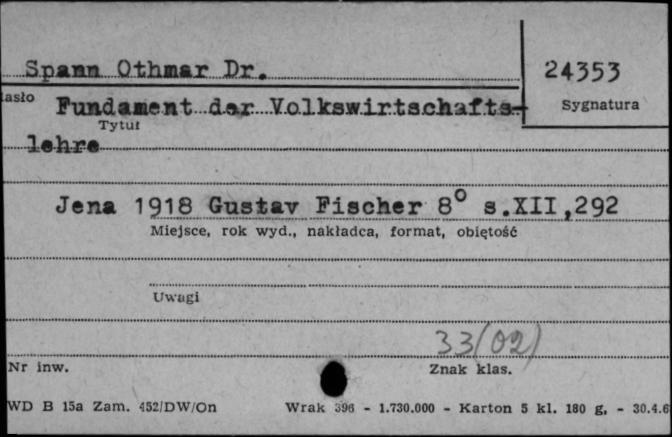 Spann Othmar Dr.
24353
asło
Fundament der Volkswirtschafts-
Sygnatura
Tytuł
lehre
Jena 1918 Gustav Fischer 8° s.XII,292
Miejsce, rok wyd., nakładca, format, objętość
Uwagi
33(02)
Nr inw.
Znak klas.
WD B 15a Zam. 452/DW/On
Wrak 396 - 1.730.000 - Karton 5 kl. 180 g. - 30.4.6